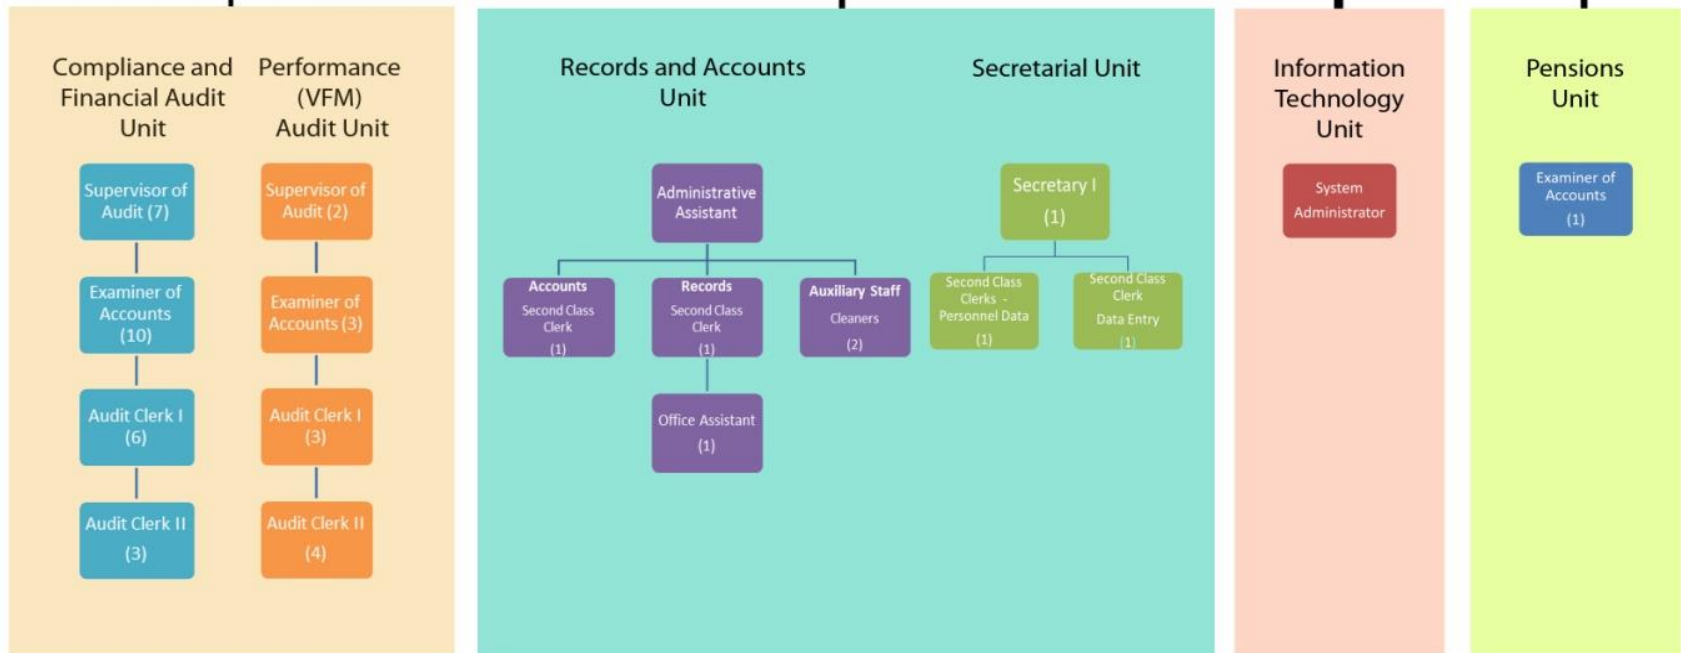 Compliance and
Financial Audit
Unit
Supervisor of
Audit (7)
Examiner of
Accounts
(10)
Audit Clerk I
(6)
Audit Clerk II
(3)
Performance
(VFM)
Audit Unit
Supervisor of
Audit (2)
Examiner of
Accounts (3)
Audit Clerk I
(3)
Audit Clerk II
(4)
Records and Accounts
Unit
Administrative
Assistant
Accounts
Second Class
Clerk
(1)
Records
Second Class
Clerk
(1)
Office Assistant
(1)
Auxiliary Staff
Cleaners
(2)
Secretarial Unit
Secretary I
(1)
Second Class
Clerks -
Personnel Data
(1)
Second Class
Clerk
Data Entry
(1)
Information
Technology
Unit
System
Administrator
Pensions
Unit
Examiner of
Accounts
(1)